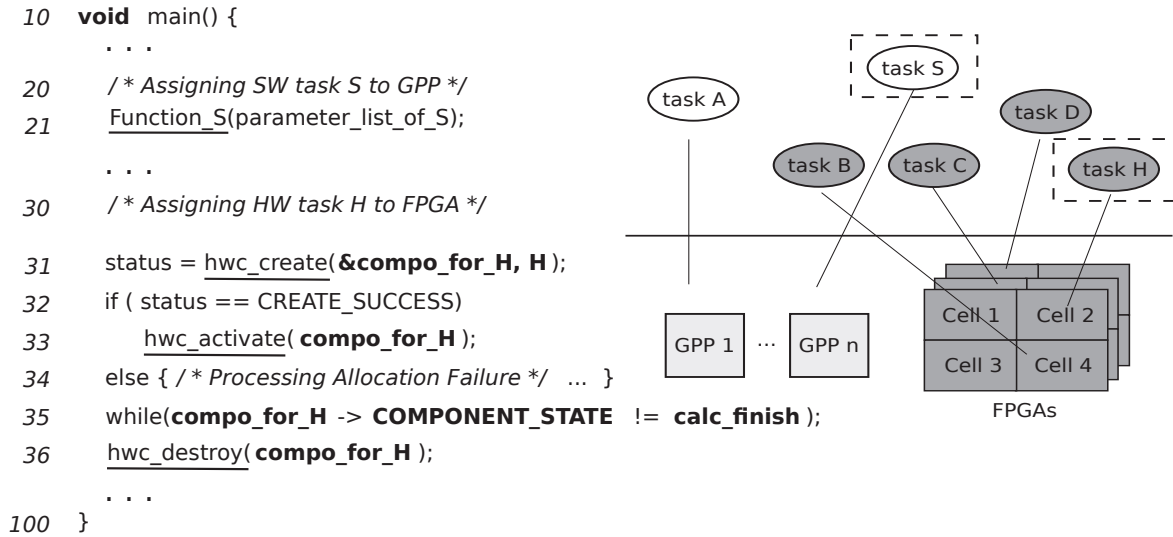 10 void main() {
. . .
20 / * Assigning SW task S to GPP */
21 Function_S(parameter_list_of_S);
. . .
30 / * Assigning HW task H to FPGA */
31 status = hwc_create( &compo_for_H, H );
32 if ( status == CREATE_SUCCESS)
33 hwc_activate( compo_for_H );
34 else { / * Processing Allocation Failure */ ... }
35 while(compo_for_H -> COMPONENT_STATE != calc_finish );
36 hwc_destroy( compo_for_H );
. . .
100 }
task S
task A
task D
task B
task C
task H
Cell 1
Cell 2
GPP 1
...
GPP n
Cell 3
Cell 4
FPGAs